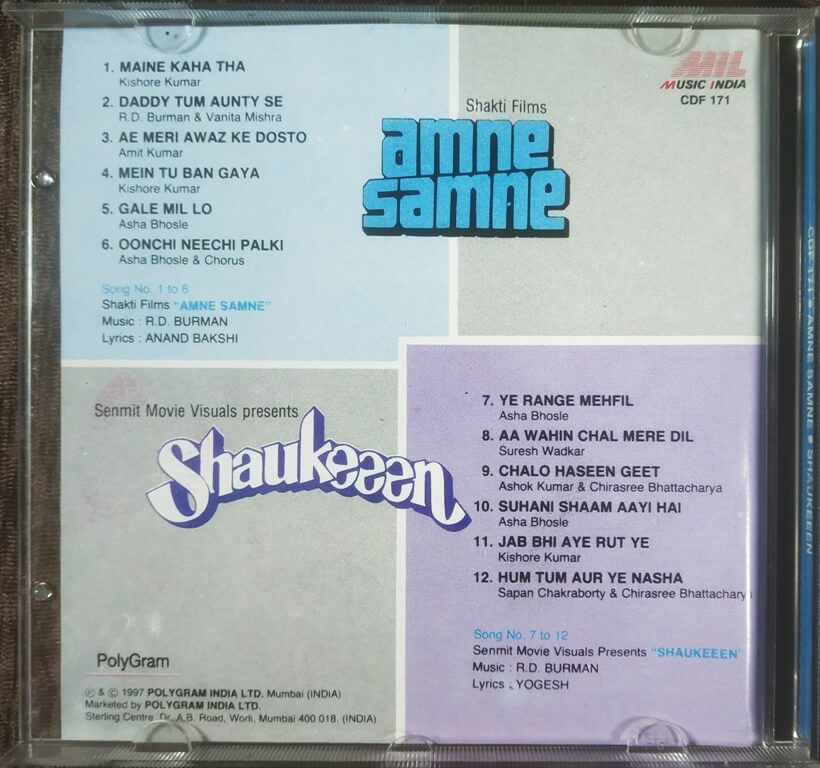 1. MAINE KAHA THA
Kishore Kumar
2. DADDY TUM AUNTY SE
R.D. Burman & Vanita Mishra
3. AE MERI AWAZ KE DOSTO
Amit Kumar
4. MEIN TU BAN GAYA
Kishore Kumar
5. GALE MIL LO
Asha Bhosle
6. OONCHI NEECHI PALKI
Asha Bhosle & Chorus
Song No. 1 to 6
Shakti Films "AMNE SAMNE"
Music : R.D. BURMAN
Lyrics : ANAND BAKSHI
MIL
MUSIC INDIA
CDF 171
Shakti Films
amne
samne
Senmit Movie Visuals presents
Shaukeeen
7. YE RANGE MEHFIL
Asha Bhosle
8. AA WAHIN CHAL MERE DIL
Suresh Wadkar
9. CHALO HASEEN GEET
Ashok Kumar & Chirasree Bhattacharya
10. SUHANI SHAAM AAYI HAI
Asha Bhosle
11. JAB BHI AYE RUT YE
Kishore Kumar
12. HUM TUM AUR YE NASHA
Sapan Chakraborty & Chirasree Bhattachary
Song No. 7 to 12
Senmit Movie Visuals Presents "SHAUKEEEN"
Music : R.D. BURMAN
Lyrics : YOGESH
PolyGram
℗ & © 1997 POLYGRAM INDIA LTD. Mumbai (INDIA)
Marketed by POLYGRAM INDIA LTD.
Sterling Centre, Dr. A.B. Road, Worli, Mumbai 400 018. (INDIA)
CDF 171 • AMNE SAMNE • SHAUKEEEN